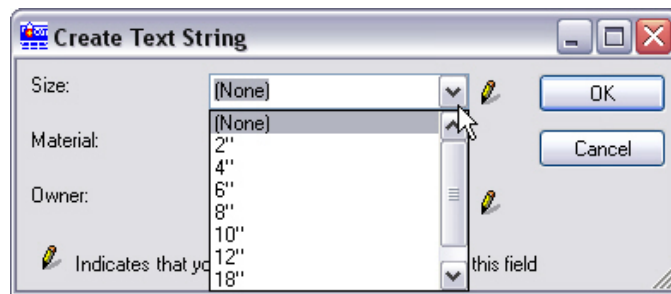 Create Text String
Size:
(None)
OK
(None)
2"
Material:
4"
Cancel
6"
Owner:
8"
10"
Indicates that yo
12"
this field
18"